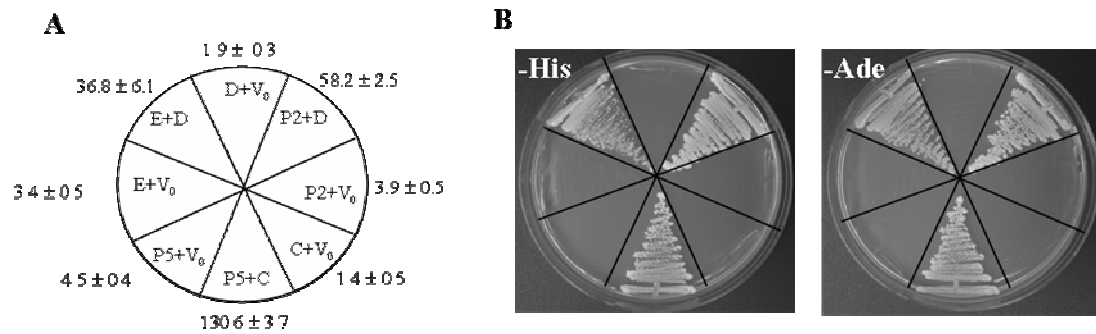 A
B
1 9 ± 0 3
36.8 ± 6.1
58.2 ± 2.5
D+V₀
E+D
P2+D
E+V₀
P2+V₀
3 4 ± 0 5
3.9 ± 0.5
P5+V₀
C+V₀
P5+C
4 5 ± 0 4
1 4 ± 0 5
130 6 ± 3 7
-His
-Ade